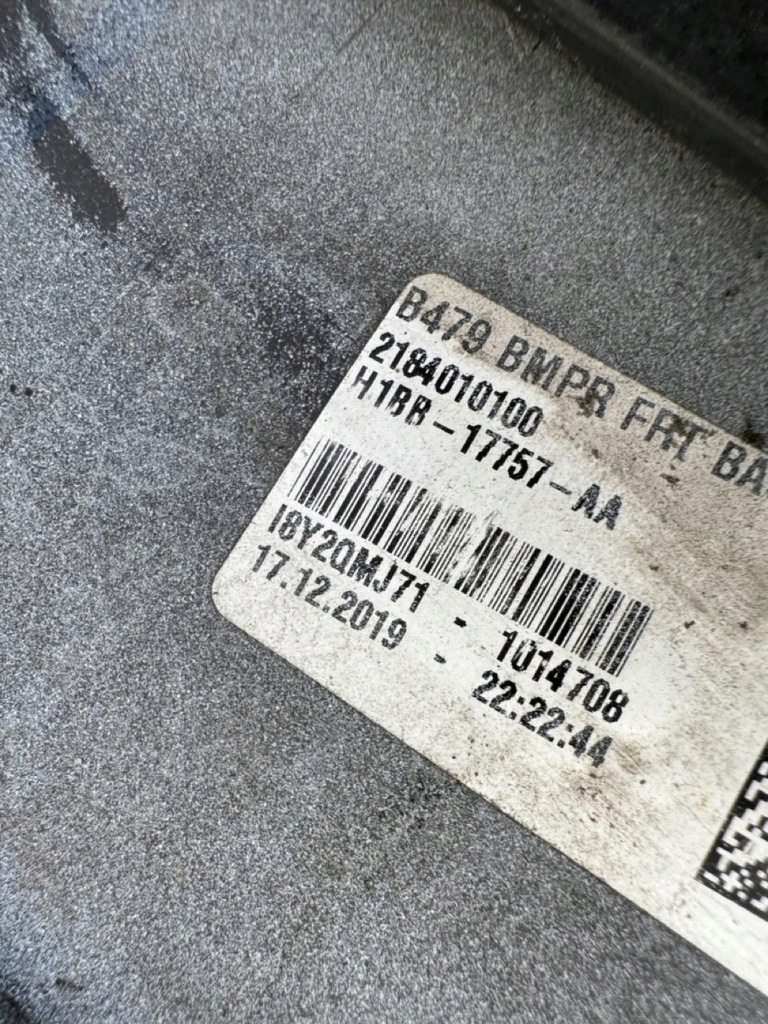 B479 BMPR FRT BA
2184010100
H1BB-17757-AA
I8Y2QMJ71 - 1014708
17.12.2019 - 22:22:44